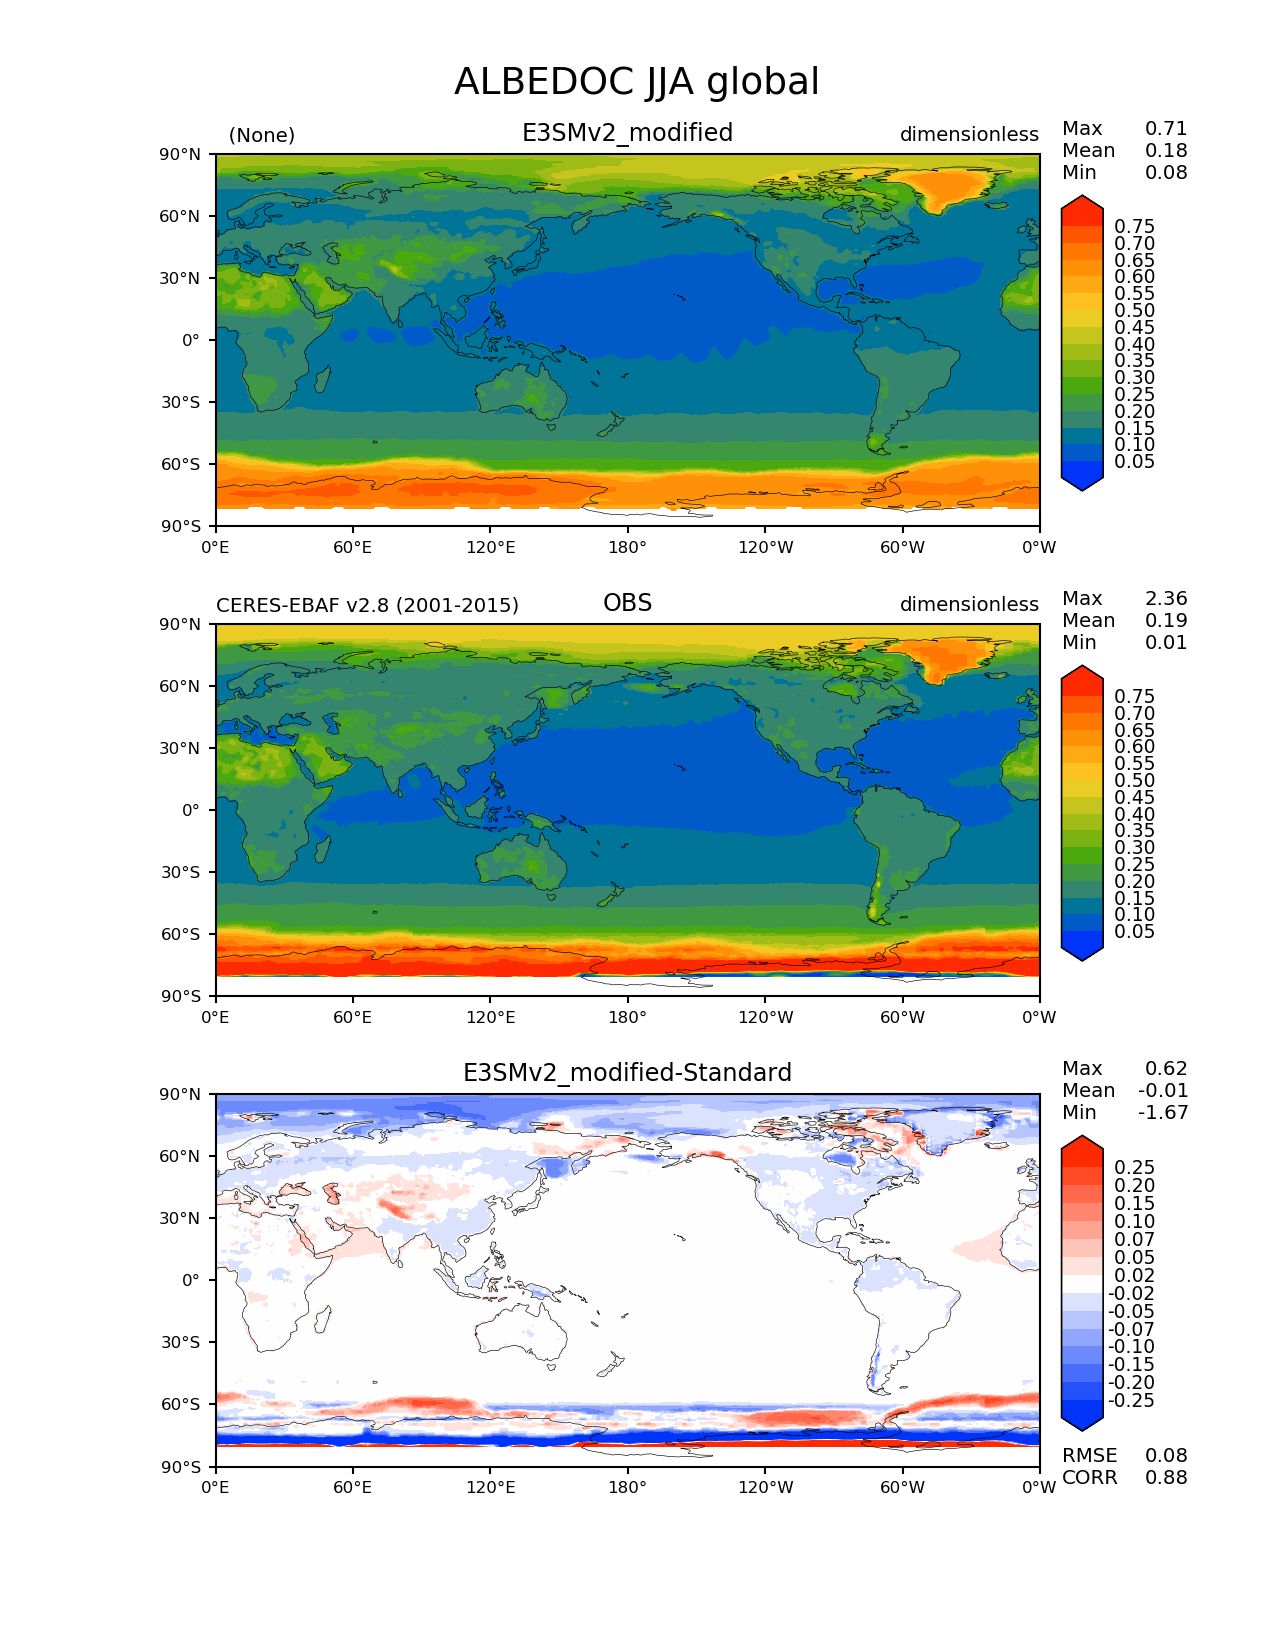 ALBEDOC JJA global
(None) E3SMv2_modified dimensionless
Max 0.71
Mean 0.18
Min 0.08
90°N
60°N
30°N
0°
30°S
60°S
90°S
0°E 60°E 120°E 180° 120°W 60°W 0°W
0.75
0.70
0.65
0.60
0.55
0.50
0.45
0.40
0.35
0.30
0.25
0.20
0.15
0.10
0.05
CERES-EBAF v2.8 (2001-2015) OBS dimensionless
Max 2.36
Mean 0.19
Min 0.01
90°N
60°N
30°N
0°
30°S
60°S
90°S
0°E 60°E 120°E 180° 120°W 60°W 0°W
0.75
0.70
0.65
0.60
0.55
0.50
0.45
0.40
0.35
0.30
0.25
0.20
0.15
0.10
0.05
E3SMv2_modified-Standard
Max 0.62
Mean -0.01
Min -1.67
90°N
60°N
30°N
0°
30°S
60°S
90°S
0°E 60°E 120°E 180° 120°W 60°W 0°W
0.25
0.20
0.15
0.10
0.07
0.05
0.02
-0.02
-0.05
-0.07
-0.10
-0.15
-0.20
-0.25
RMSE 0.08
CORR 0.88